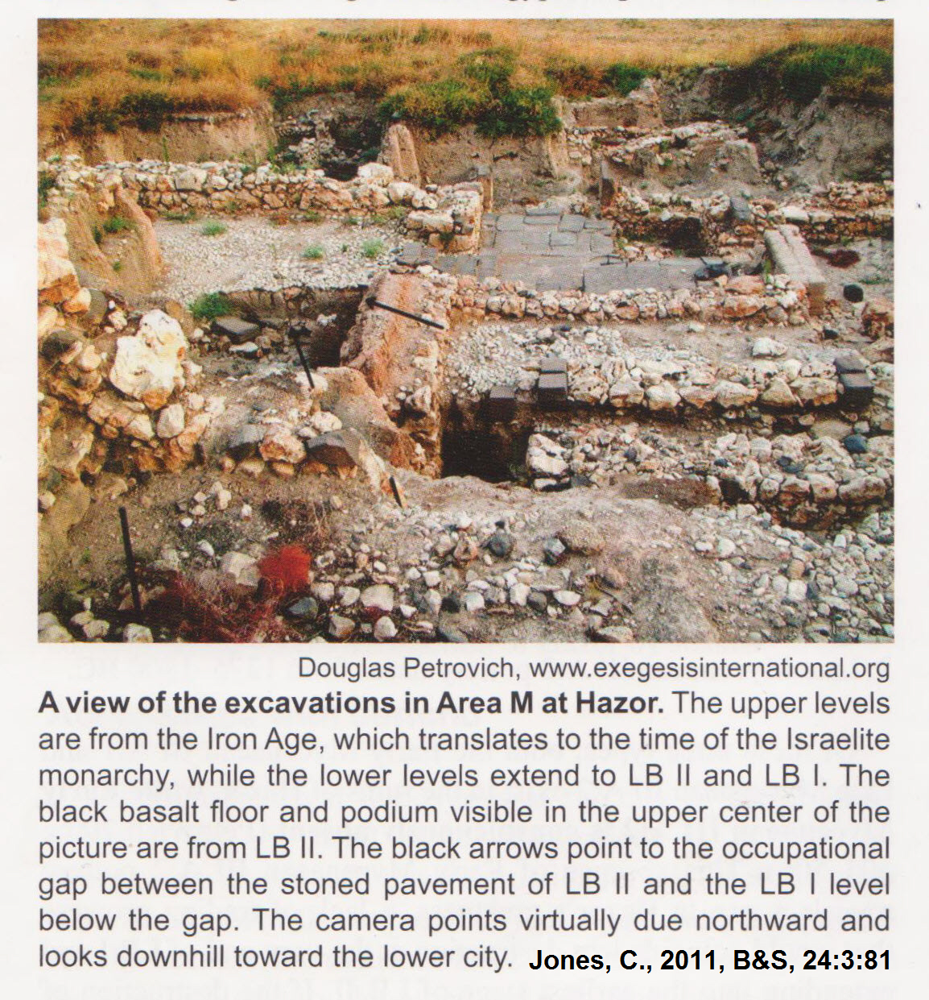 Douglas Petrovich, www.exegesisinternational.org
A view of the excavations in Area M at Hazor. The upper levels
are from the Iron Age, which translates to the time of the Israelite
monarchy, while the lower levels extend to LB II and LB I. The
black basalt floor and podium visible in the upper center of the
picture are from LB II. The black arrows point to the occupational
gap between the stoned pavement of LB II and the LB I level
below the gap. The camera points virtually due northward and
looks downhill toward the lower city. Jones, C., 2011, B&S, 24:3:81